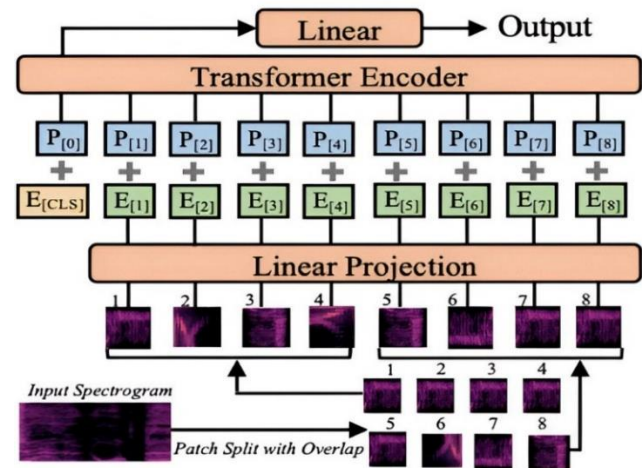 Linear Output
Transformer Encoder
P[0] P[1] P[2] P[3] P[4] P[5] P[6] P[7] P[8]
+ + + + + + + + +
E[CLS] E[1] E[2] E[3] E[4] E[5] E[6] E[7] E[8]
Linear Projection
1 2 3 4 5 6 7 8
1 2 3 4
Input Spectrogram
5 6 7 8
Patch Split with Overlap